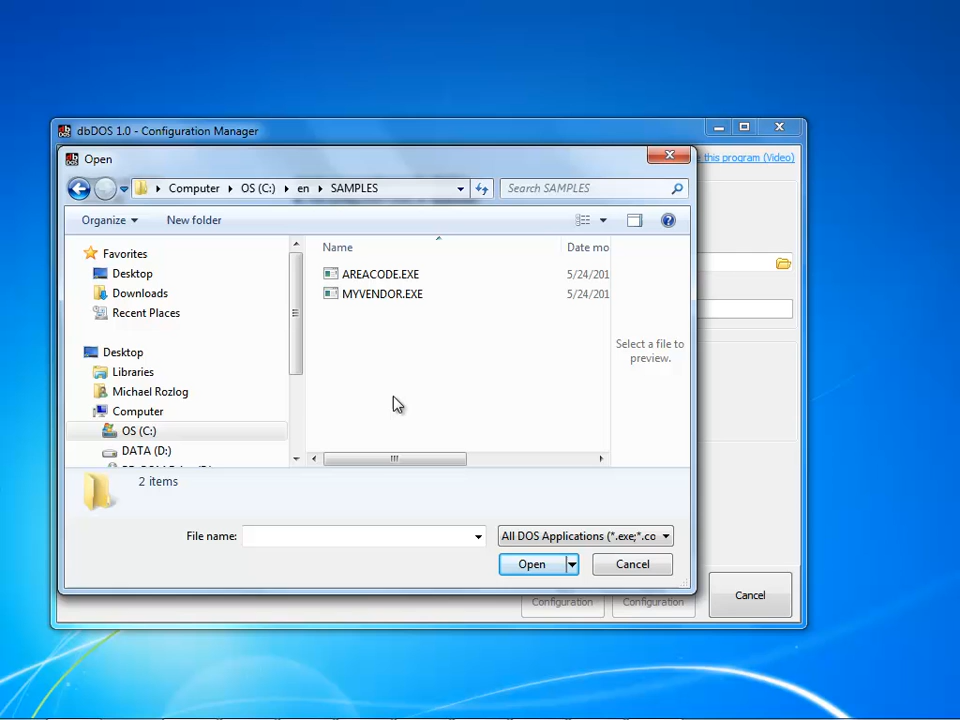 dbDOS 1.0 - Configuration Manager
this program (Video)
Open
Computer OS (C:) en SAMPLES
Search SAMPLES
Organize New folder
Name Date mo
Favorites
Desktop
Downloads
Recent Places
Desktop
Libraries
Michael Rozlog
Computer
OS (C:)
DATA (D:)
AREACODE.EXE 5/24/201
MYVENDOR.EXE 5/24/201
Select a file to
preview.
2 items
File name:
All DOS Applications (*.exe;*.co
Open Cancel
Configuration Configuration Cancel